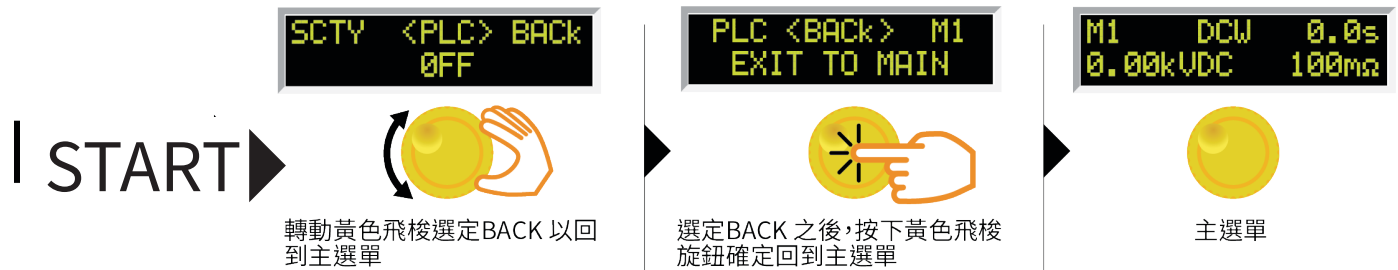 START
SCTY <PLC> BACk
0FF
轉動黃色飛梭選定BACK 以回
到主選單
PLC <BACk> M1
EXIT TO MAIN
選定BACK 之後,按下黃色飛梭
旋鈕確定回到主選單
M1 DCW 0.0s
0.00kVDC 100mΩ
主選單